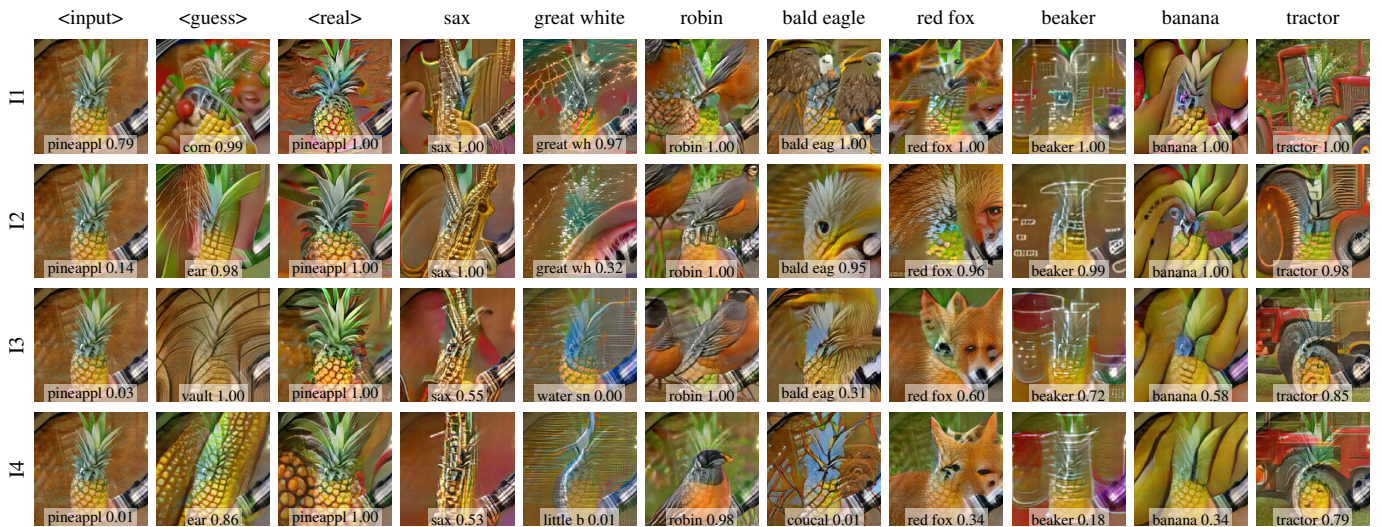 <input> <guess> <real> sax great white robin bald eagle red fox beaker banana tractor
I1
pineappl 0.79 corn 0.99 pineappl 1.00 sax 1.00 great wh 0.97 robin 1.00 bald eag 1.00 red fox 1.00 beaker 1.00 banana 1.00 tractor 1.00
I2
pineappl 0.14 ear 0.98 pineappl 1.00 sax 1.00 great wh 0.32 robin 1.00 bald eag 0.95 red fox 0.96 beaker 0.99 banana 1.00 tractor 0.98
I3
pineappl 0.03 vault 1.00 pineappl 1.00 sax 0.55 water sn 0.00 robin 1.00 bald eag 0.31 red fox 0.60 beaker 0.72 banana 0.58 tractor 0.85
I4
pineappl 0.01 ear 0.86 pineappl 1.00 sax 0.53 little b 0.01 robin 0.98 coucal 0.01 red fox 0.34 beaker 0.18 banana 0.34 tractor 0.79